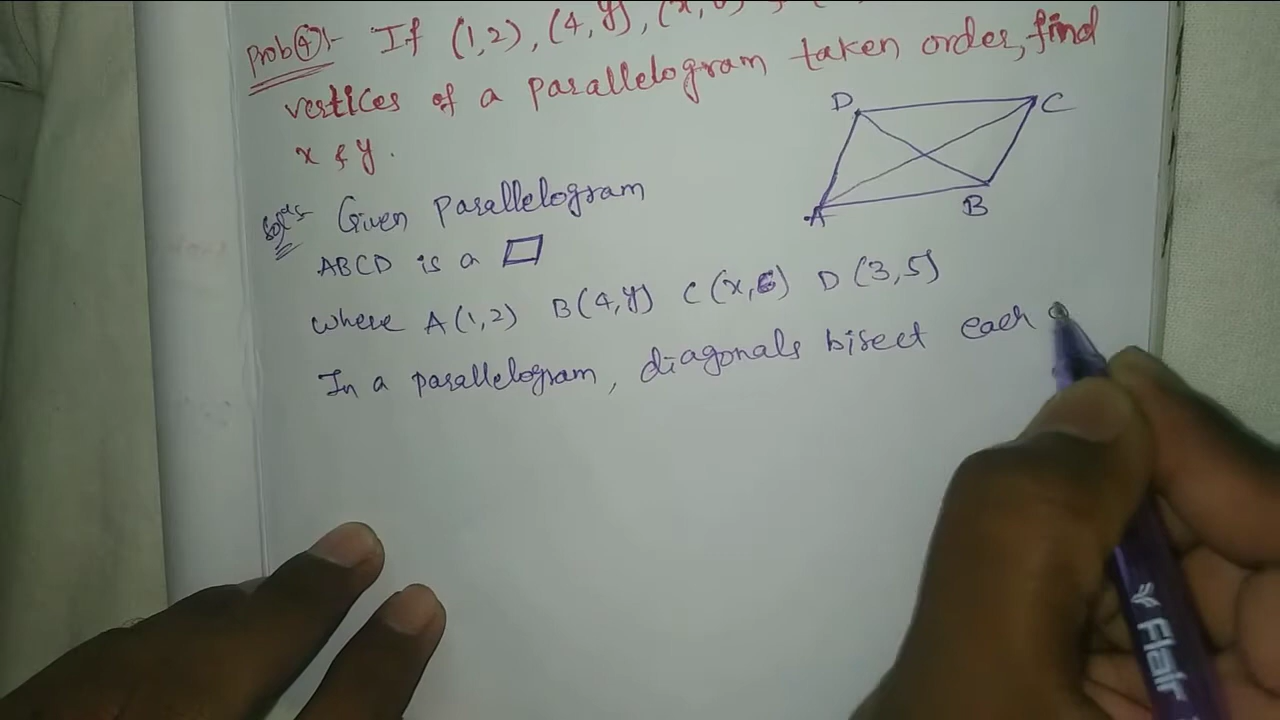 Prob(4):- If (1,2), (4,y), (x,
vertices of a parallelogram taken order, find
x & y.
D C
Sol:- Given parallelogram
A B
ABCD is a
where A(1,2) B(4,y) C(x,6) D(3,5)
In a parallelogram, diagonals bisect each
Flair